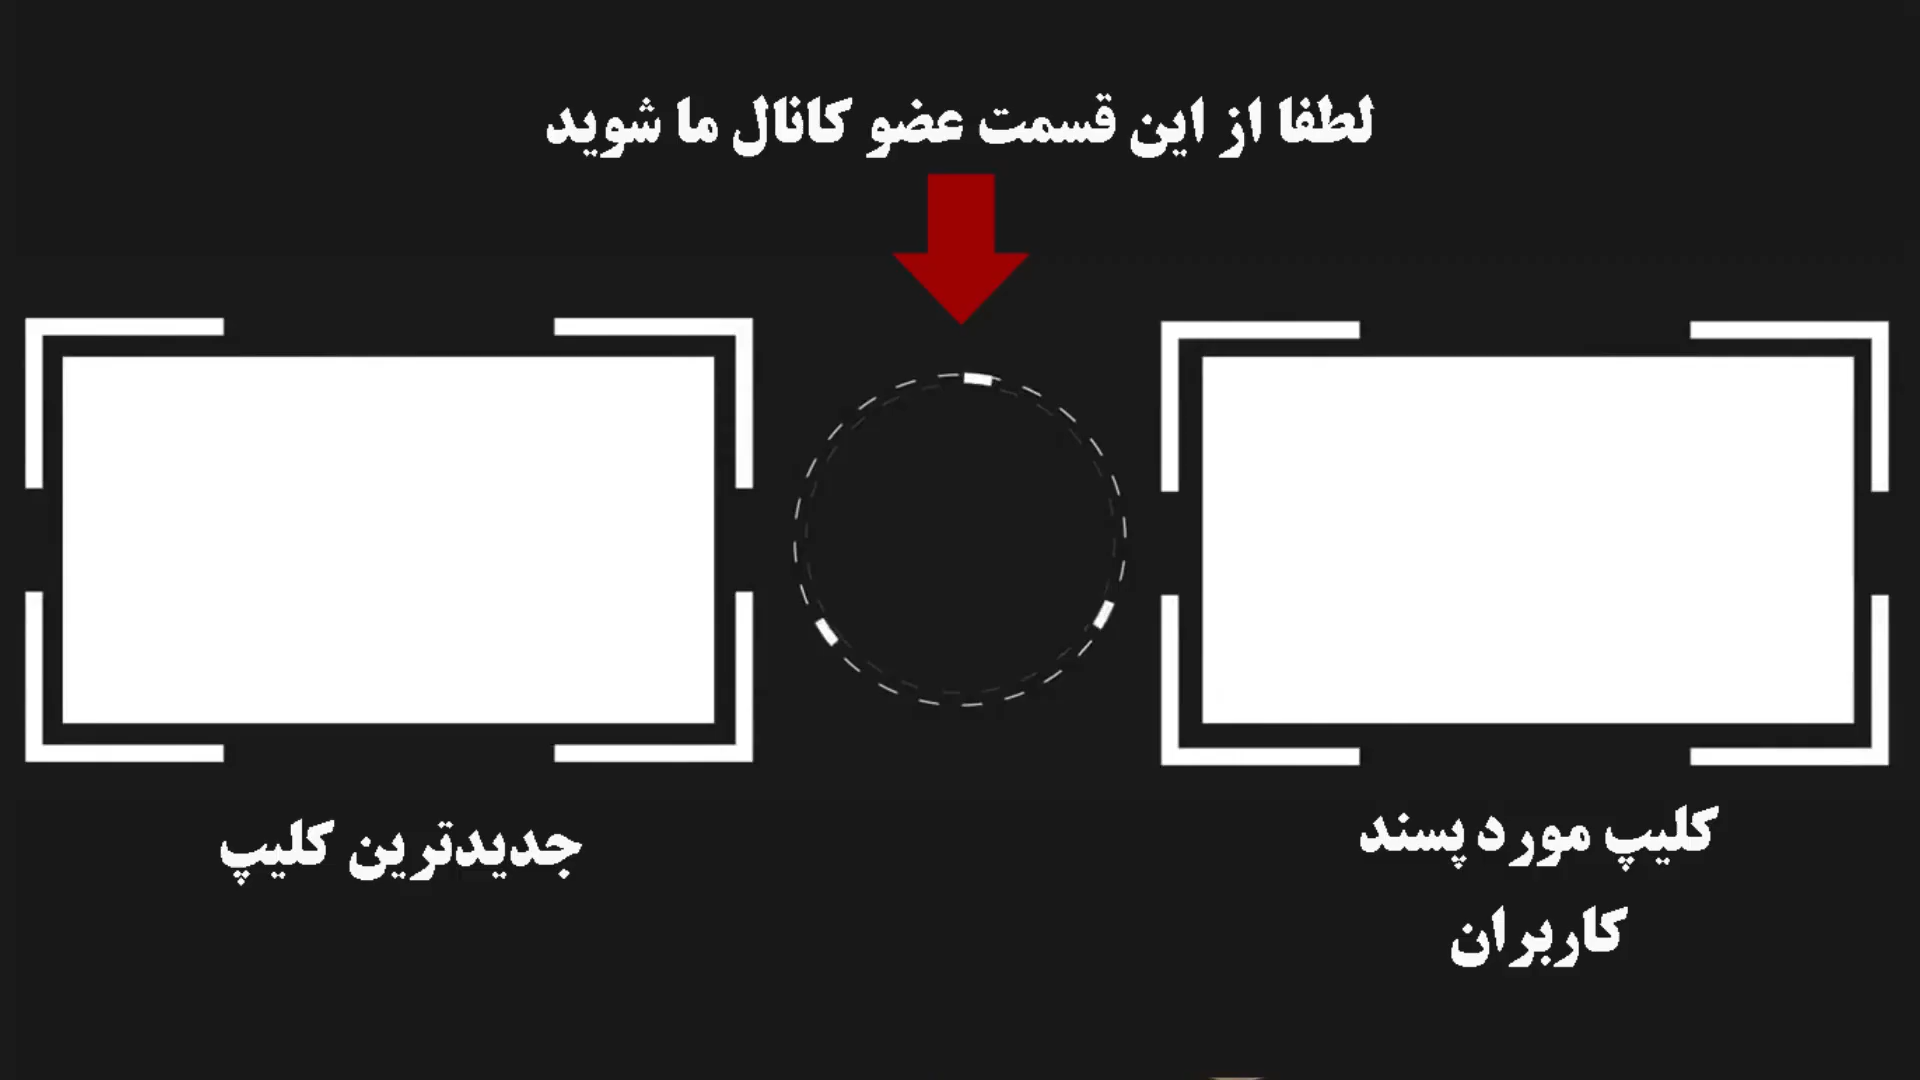 لطفا از این قسمت عضو کانال ما شوید
کلیپ مورد پسند
کاربران
جدیدترین کلیپ